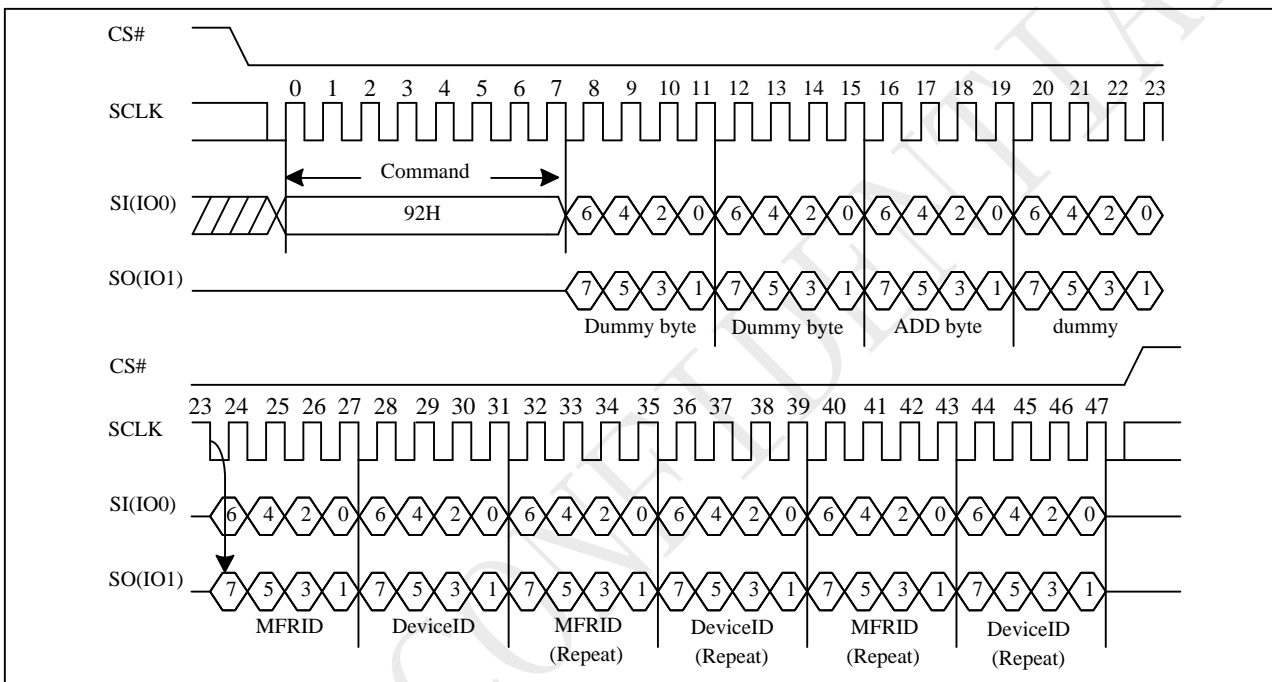 CS#
0 1 2 3 4 5 6 7 8 9 10 11 12 13 14 15 16 17 18 19 20 21 22 23
SCLK
Command
SI(IO0) 92H 6 4 2 0 6 4 2 0 6 4 2 0 6 4 2 0
SO(IO1) 7 5 3 1 7 5 3 1 7 5 3 1 7 5 3 1
Dummy byte Dummy byte ADD byte dummy
CS#
23 24 25 26 27 28 29 30 31 32 33 34 35 36 37 38 39 40 41 42 43 44 45 46 47
SCLK
SI(IO0) 6 4 2 0 6 4 2 0 6 4 2 0 6 4 2 0 6 4 2 0 6 4 2 0
SO(IO1) 7 5 3 1 7 5 3 1 7 5 3 1 7 5 3 1 7 5 3 1 7 5 3 1
MFRID DeviceID MFRID DeviceID MFRID DeviceID
(Repeat) (Repeat) (Repeat) (Repeat)
CONFIDENTIA